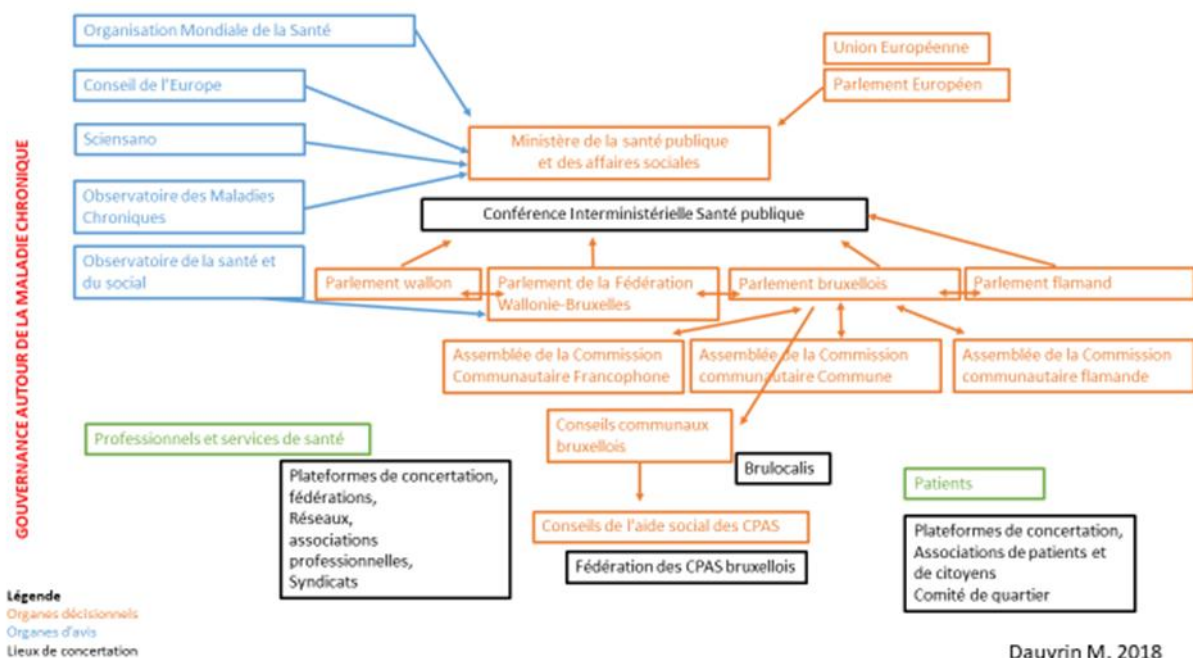 Organisation Mondiale de la Santé
Union Européenne
Conseil de l'Europe
Parlement Européen
Sciensano
Ministère de la santé publique
et des affaires sociales
Observatoire des Maladies
Chroniques
Conférence Interministérielle Santé publique
Observatoire de la santé et
du social
Parlement wallon
Parlement de la Fédération
Wallonie-Bruxelles
Parlement bruxellois
Parlement flamand
Assemblée de la Commission
Communautaire Francophone
Assemblée de la Commission
communautaire Commune
Assemblée de la Commission
communautaire flamande
GOUVERNANCE AUTOUR DE LA MALADIE CHRONIQUE
Professionnels et services de santé
Conseils communaux
bruxellois
Brulocalis
Plateformes de concertation,
fédérations,
Réseaux,
associations
professionnelles,
Syndicats
Patients
Conseils de l'aide social des CPAS
Fédération des CPAS bruxellois
Plateformes de concertation,
Associations de patients et
de citoyens
Comité de quartier
Légende
Organes décisionnels
Organes d'avis
Lieux de concertation
Dauvrin M, 2018